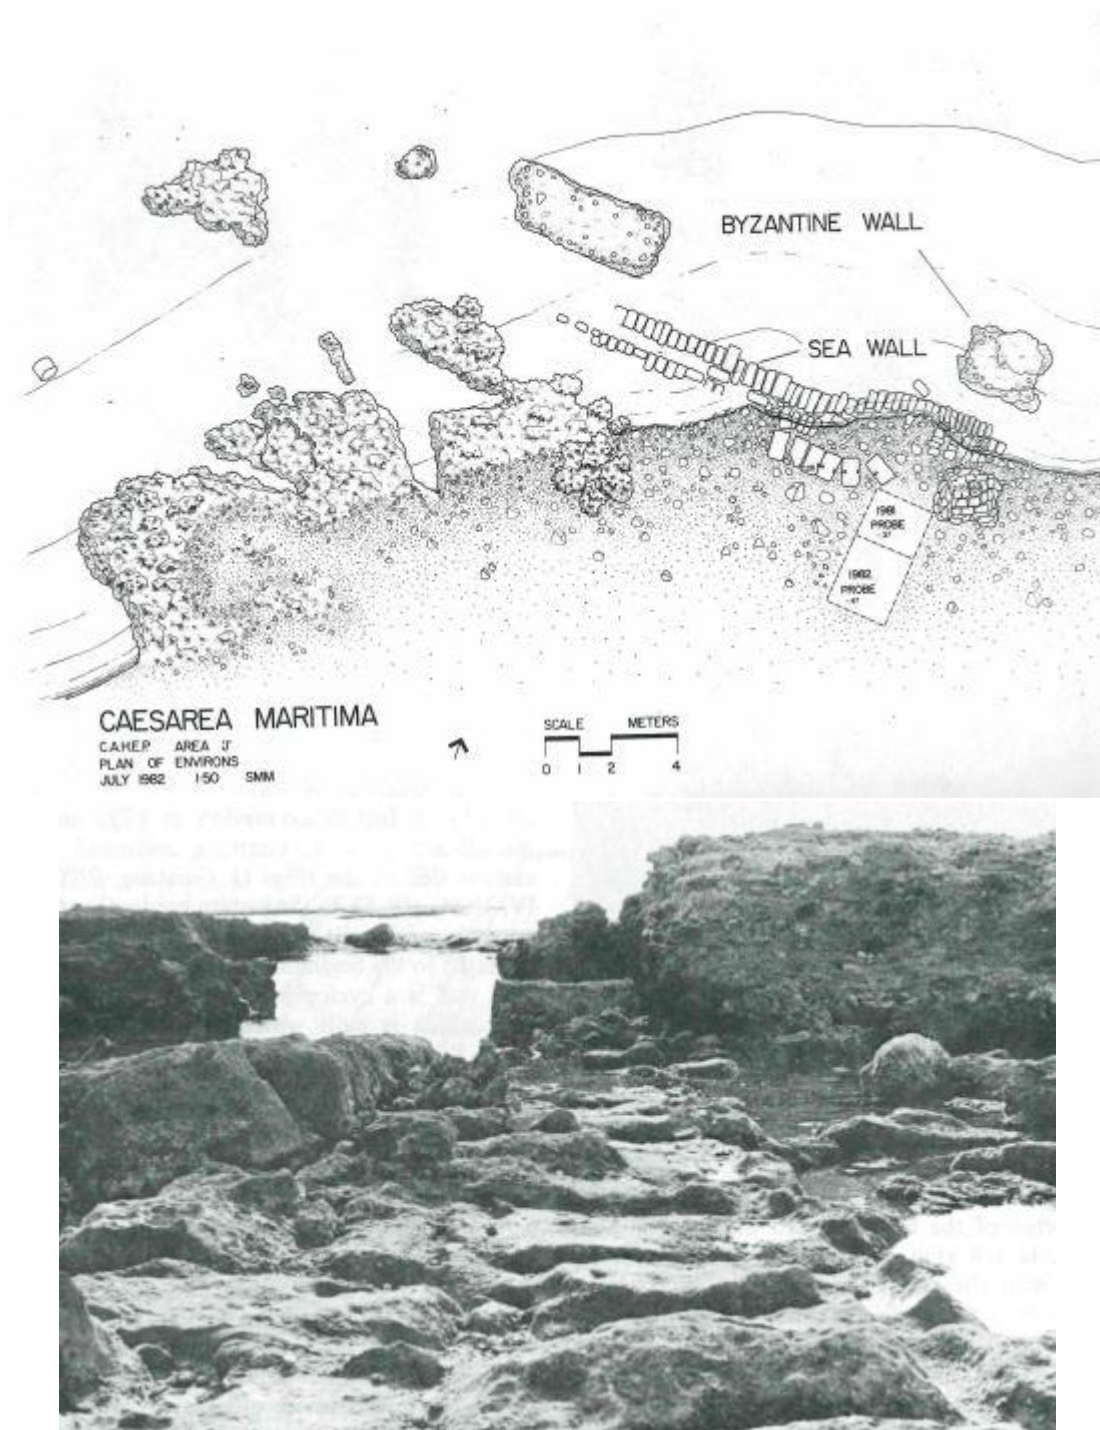 BYZANTINE WALL
SEA WALL
1981
PROBE
1982
PROBE
CAESAREA MARITIMA
C.A.H.E.P. AREA J
PLAN OF ENVIRONS
JULY 1982 1:50 SMM
SCALE METERS
0 1 2 4